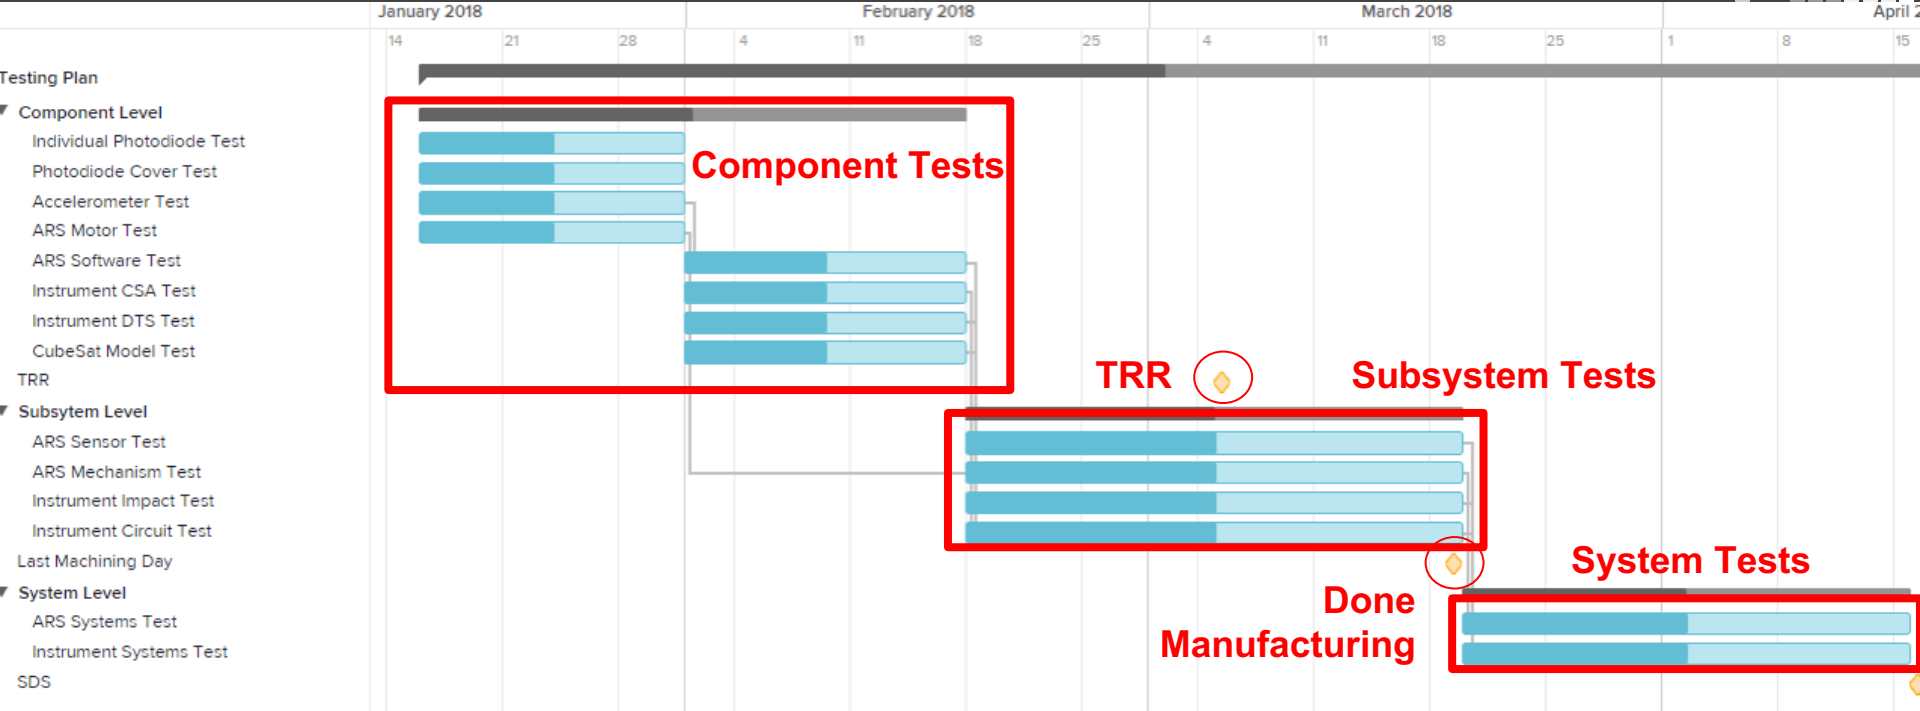 January 2018 February 2018 March 2018 April 2
14 21 28 4 11 18 25 4 11 18 25 1 8 15
Testing Plan
Component Level
Individual Photodiode Test
Photodiode Cover Test
Component Tests
Accelerometer Test
ARS Motor Test
ARS Software Test
Instrument CSA Test
Instrument DTS Test
CubeSat Model Test
TRR
TRR Subsystem Tests
Subsytem Level
ARS Sensor Test
ARS Mechanism Test
Instrument Impact Test
Instrument Circuit Test
Last Machining Day
System Tests
System Level
Done
Manufacturing
ARS Systems Test
Instrument Systems Test
SDS